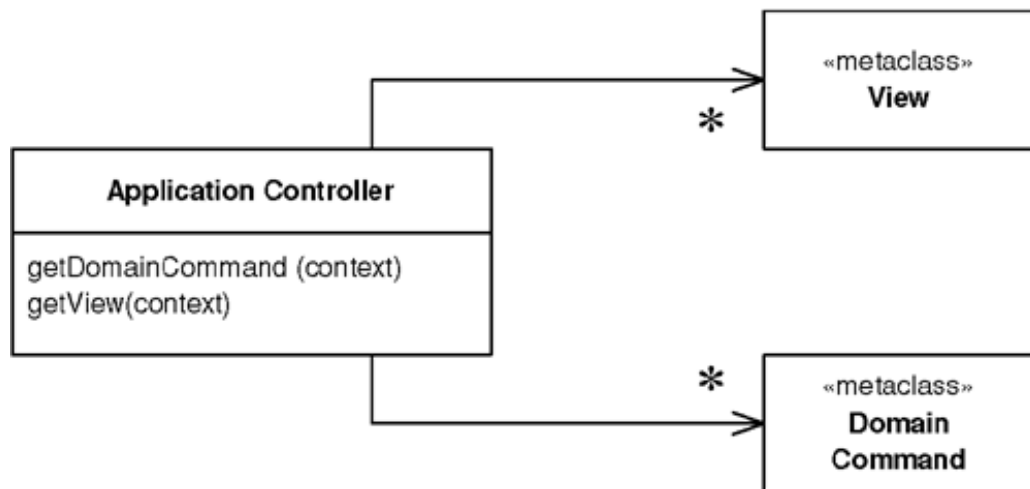 «metaclass»
View
*
Application Controller
getDomainCommand (context)
getView(context)
*
«metaclass»
Domain
Command